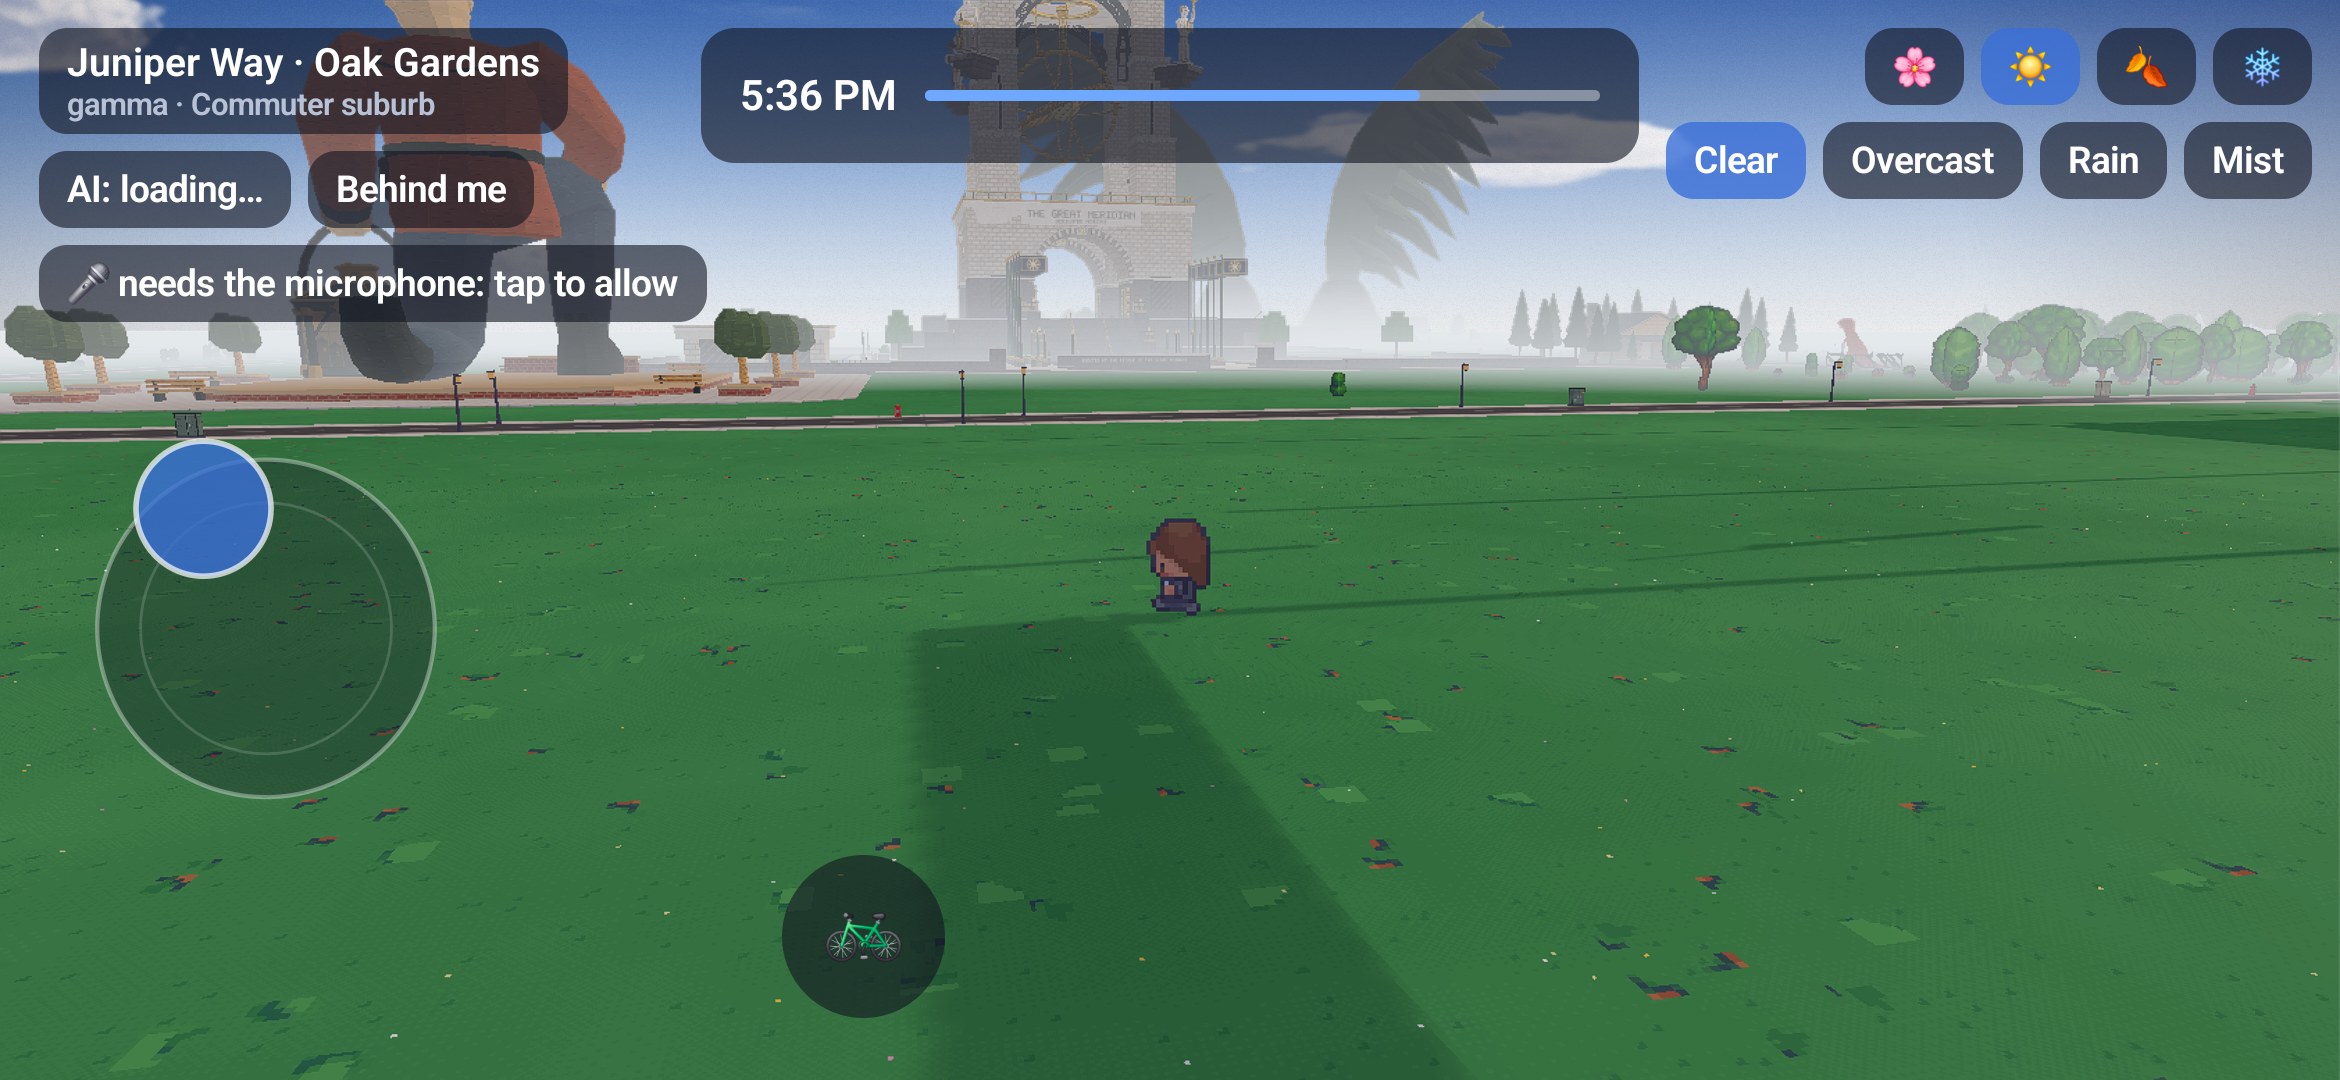 Juniper Way · Oak Gardens
gamma · Commuter suburb
5:36 PM
AI: loading...
Behind me
🎤 needs the microphone: tap to allow
Clear
Overcast
Rain
Mist
THE GREAT MERIDIAN